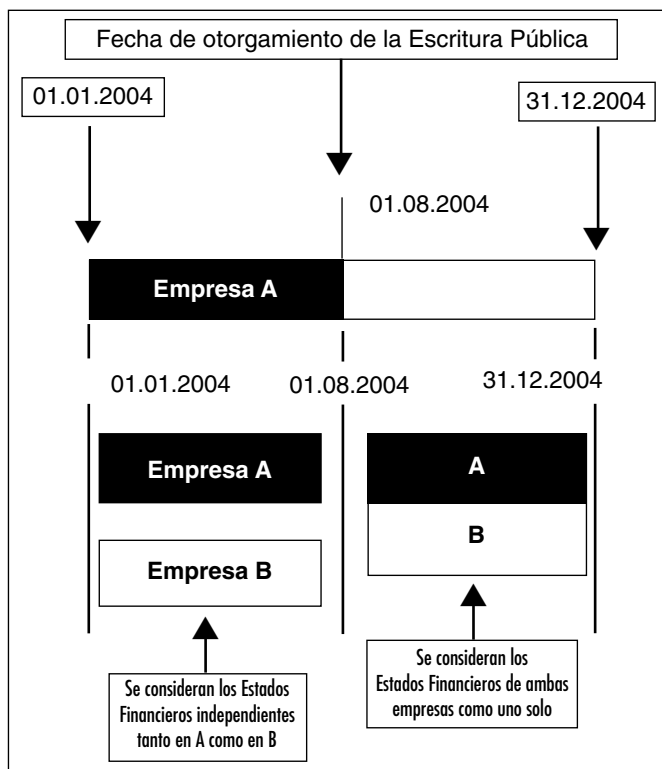 Fecha de otorgamiento de la Escritura Pública
01.01.2004
31.12.2004
01.08.2004
Empresa A
01.01.2004
01.08.2004
31.12.2004
Empresa A
A
B
Empresa B
Se consideran los Estados
Financieros independientes
tanto en A como en B
Se consideran los
Estados Financieros de ambas
empresas como uno solo